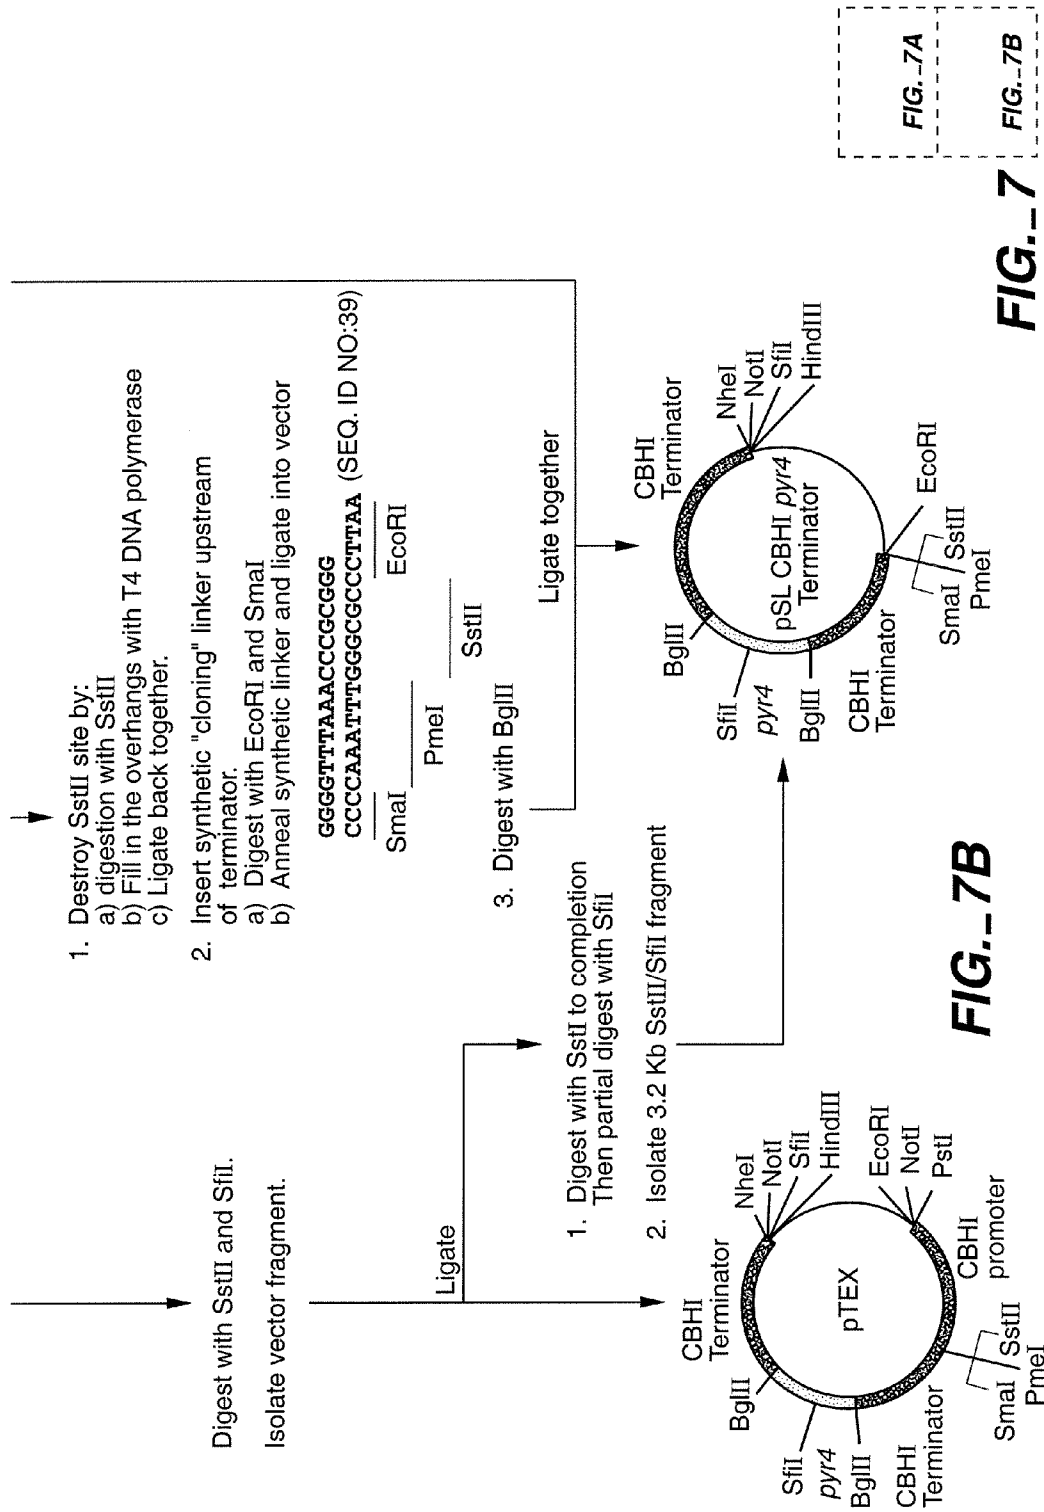 Digest with SstII and SfiI.
Isolate vector fragment.
Ligate
1. Destroy SstII site by:
a) digestion with SstII
b) Fill in the overhangs with T4 DNA polymerase
c) Ligate back together.
2. Insert synthetic "cloning" linker upstream
of terminator.
a) Digest with EcoRI and SmaI
b) Anneal synthetic linker and ligate into vector
GGGGTTTAAACCCGCGGG
CCCCAAATTTGGGCGCCCTTAA (SEQ. ID NO:39)
SmaI
EcoRI
PmeI
SstII
3. Digest with BglII
Ligate together
1. Digest with SstII to completion
Then partial digest with SfiI
2. Isolate 3.2 Kb SstII/SfiI fragment
CBHI
Terminator
NheI
NotI
SfiI
HindIII
EcoRI
NotI
PstI
CBHI
promoter
SstII
SmaI
PmeI
CBHI
Terminator
BglII
pyr4
SfiI
BglII
pTEX
CBHI
Terminator
NheI
NotI
SfiI
HindIII
EcoRI
SstII
SmaI
PmeI
CBHI
Terminator
BglII
pyr4
SfiI
BglII
pSL CBHI pyr4
Terminator
FIG._7B
FIG._7A
FIG._7B
FIG._7